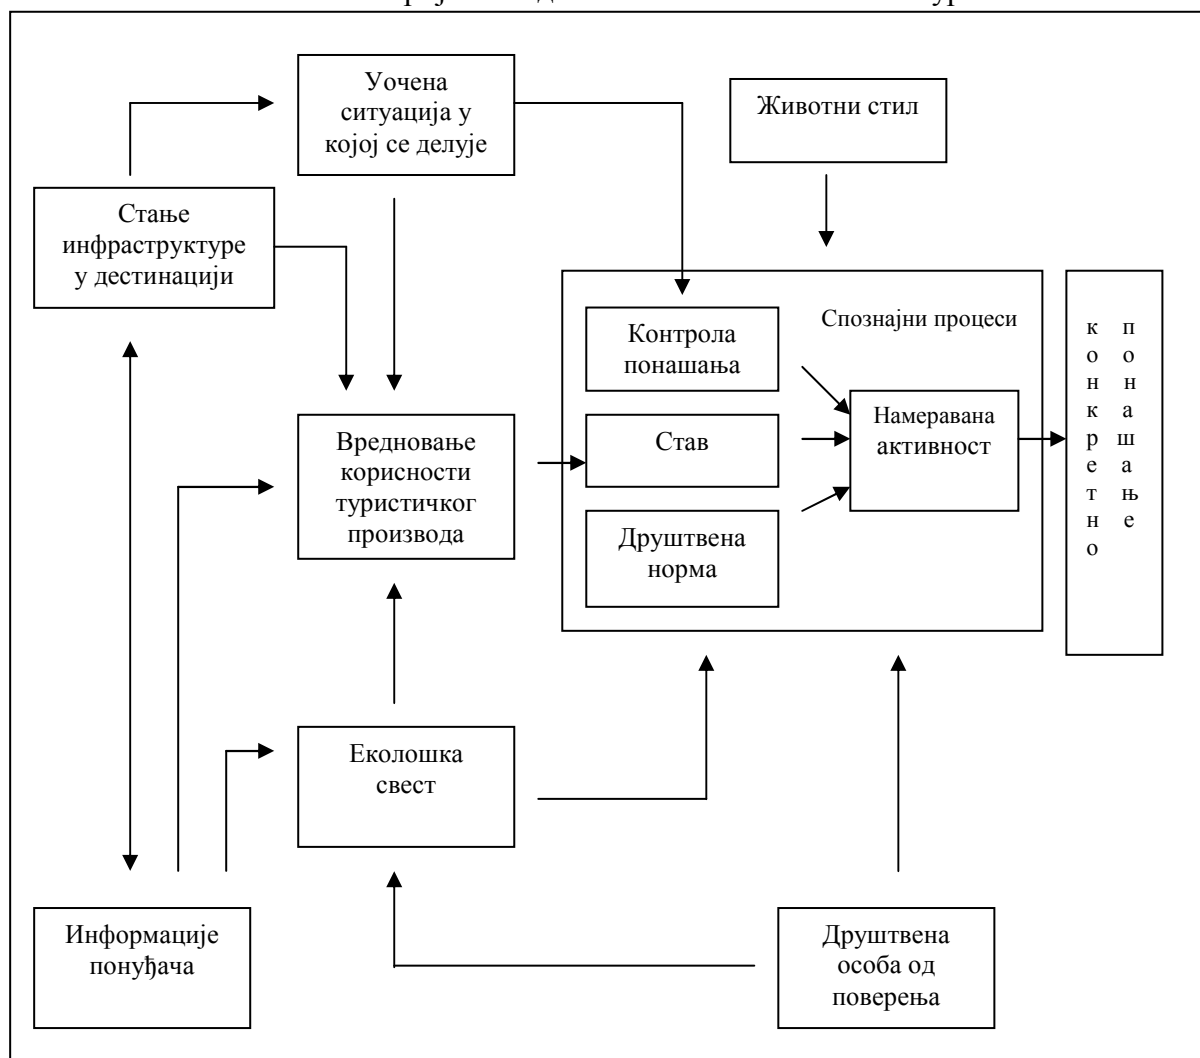 Уочена
ситуација у
којој се делује
Животни стил
Стање
инфраструктуре
у дестинацији
Спознајни процеси
Контрола
понашања
Намеравана
активност
конкретно
понашање
Вредновање
корисности
туристичког
производа
Став
Друштвена
норма
Еколошка
свест
Информације
понуђача
Друштвена
особа од
поверења